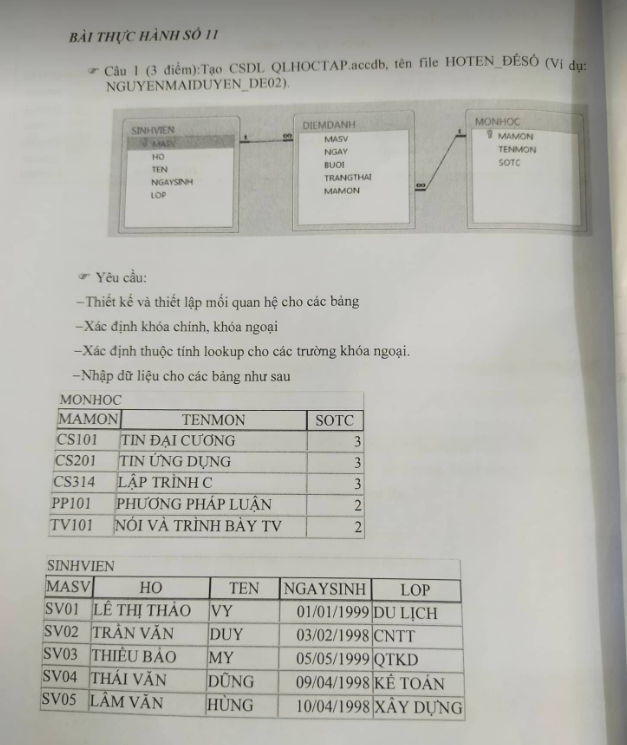 BÀI THỰC HÀNH SỐ 11
☞ Câu 1 (3 điểm):Tạo CSDL QLHOCTAP.accdb, tên file HOTEN_ĐÊSÔ (Ví dụ:
NGUYENMAIDUYEN_DE02).
SINHVIEN
MASV
HO
TEN
NGAYSINH
LOP
1 ∞
DIEMDANH
MASV
NGAY
BUOI
TRANGTHAI
MAMON
∞ 1
MONHOC
MAMON
TENMON
SOTC
☞ Yêu cầu:
–Thiết kế và thiết lập mối quan hệ cho các bảng
–Xác định khóa chính, khóa ngoại
–Xác định thuộc tính lookup cho các trường khóa ngoại.
–Nhập dữ liệu cho các bảng như sau
MONHOC
MAMON TENMON SOTC
CS101 TIN ĐẠI CƯƠNG 3
CS201 TIN ỨNG DỤNG 3
CS314 LẬP TRÌNH C 3
PP101 PHƯƠNG PHÁP LUẬN 2
TV101 NÓI VÀ TRÌNH BÀY TV 2
SINHVIEN
MASV HO TEN NGAYSINH LOP
SV01 LÊ THỊ THẢO VY 01/01/1999 DU LỊCH
SV02 TRẦN VĂN DUY 03/02/1998 CNTT
SV03 THIỀU BẢO MY 05/05/1999 QTKD
SV04 THÁI VĂN DŨNG 09/04/1998 KẾ TOÁN
SV05 LÂM VĂN HÙNG 10/04/1998 XÂY DỰNG